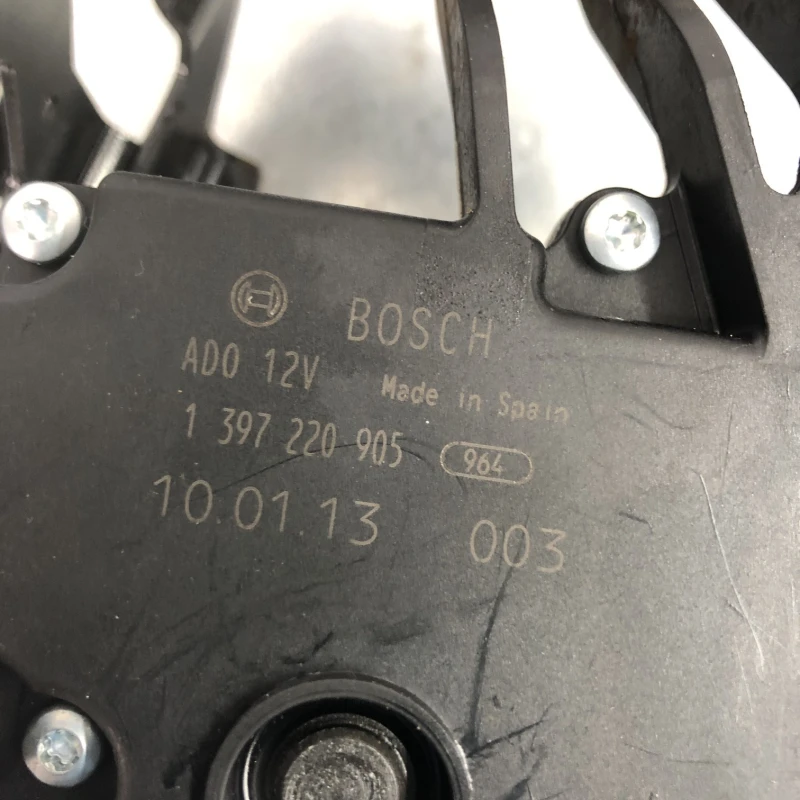 BOSCH
ADO 12V Made in Spain
1 397 220 905 964
10.01.13 003